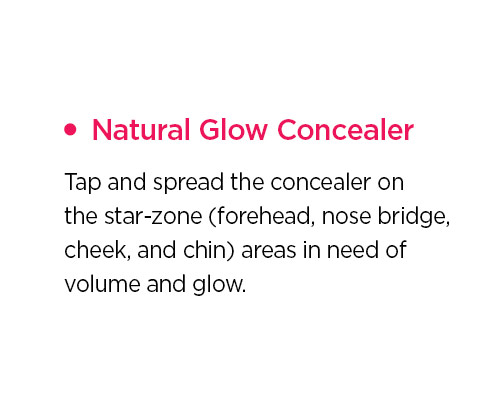 • Natural Glow Concealer
Tap and spread the concealer on
the star-zone (forehead, nose bridge,
cheek, and chin) areas in need of
volume and glow.